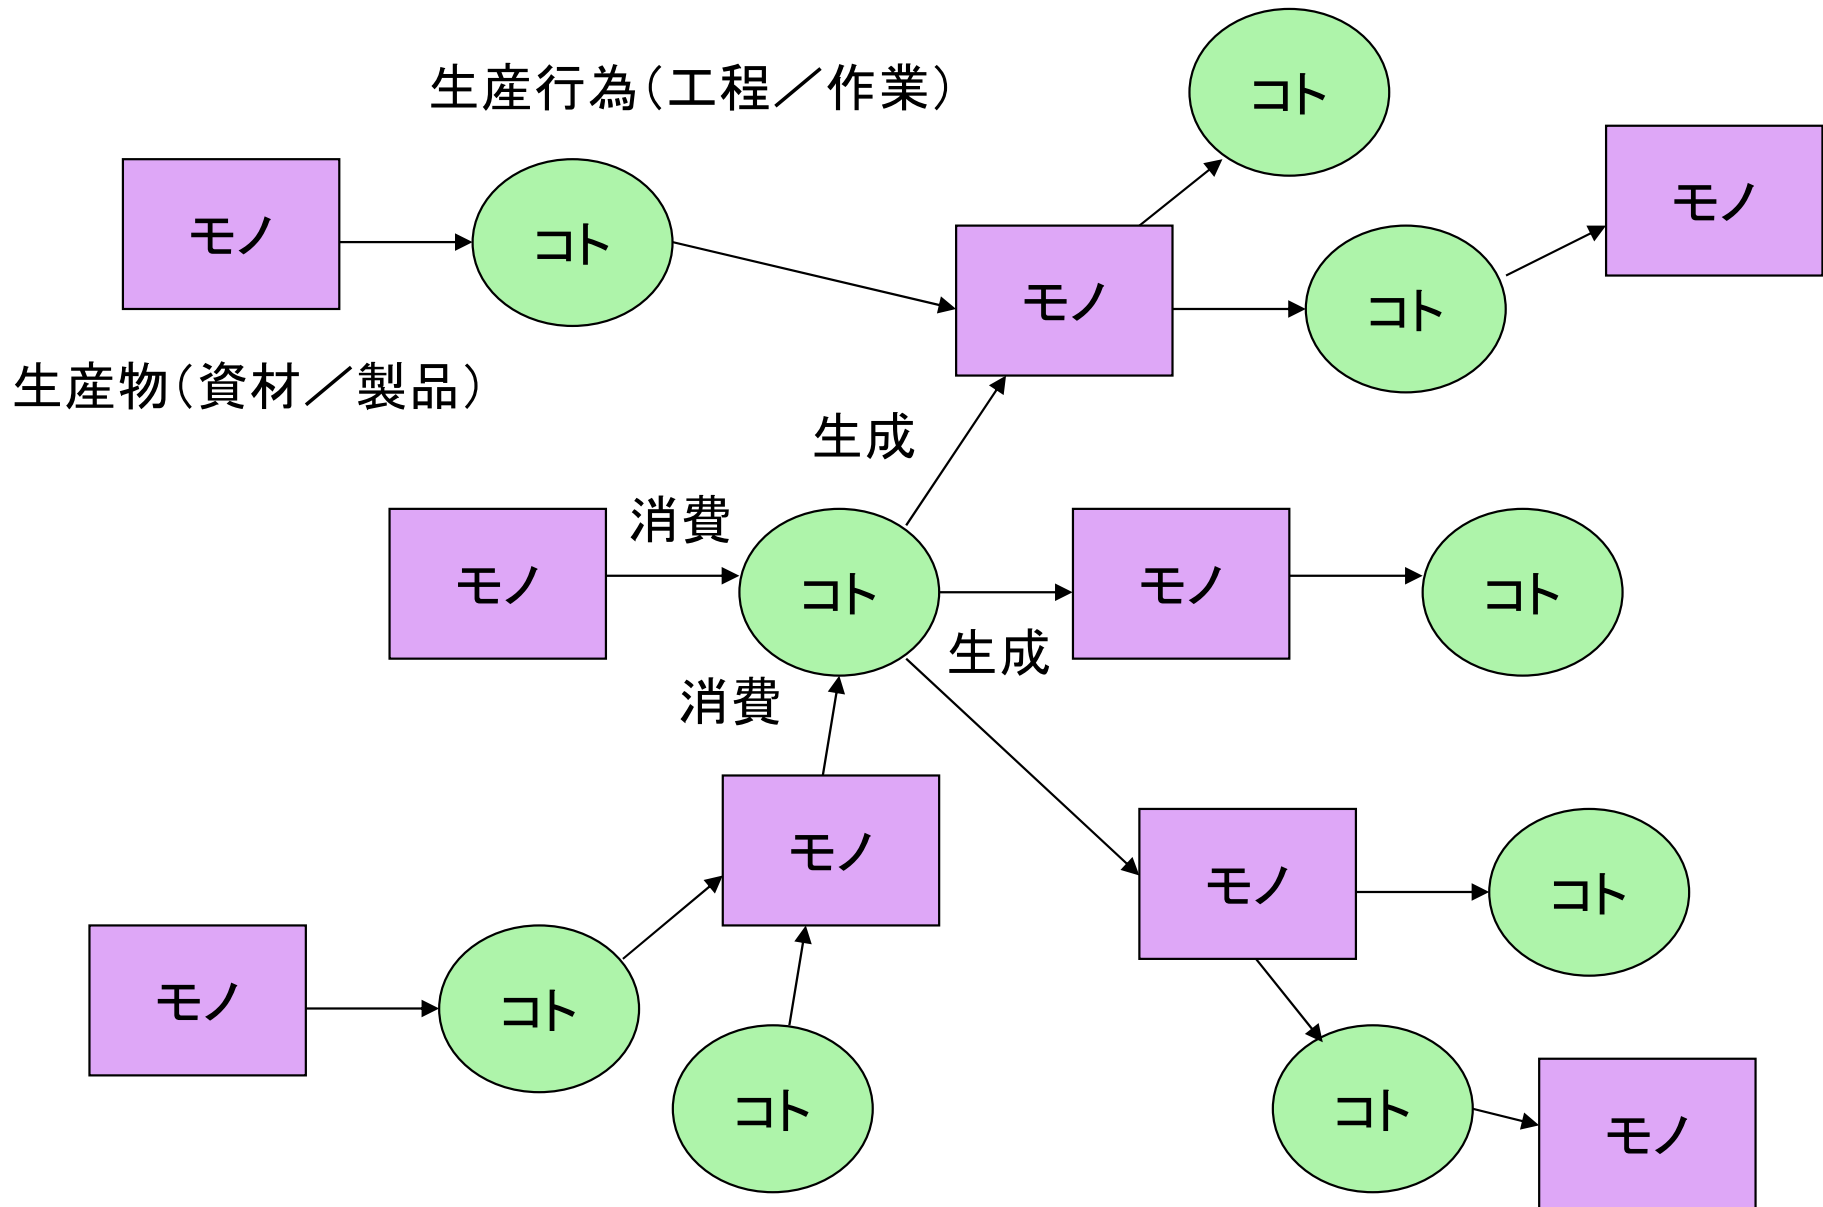 生産行為(工程／作業)
コト
モノ
モノ
コト
モノ
コト
生産物(資材／製品)
生成
消費
モノ
コト
モノ
コト
生成
消費
モノ
モノ
コト
モノ
コト
コト
コト
モノ